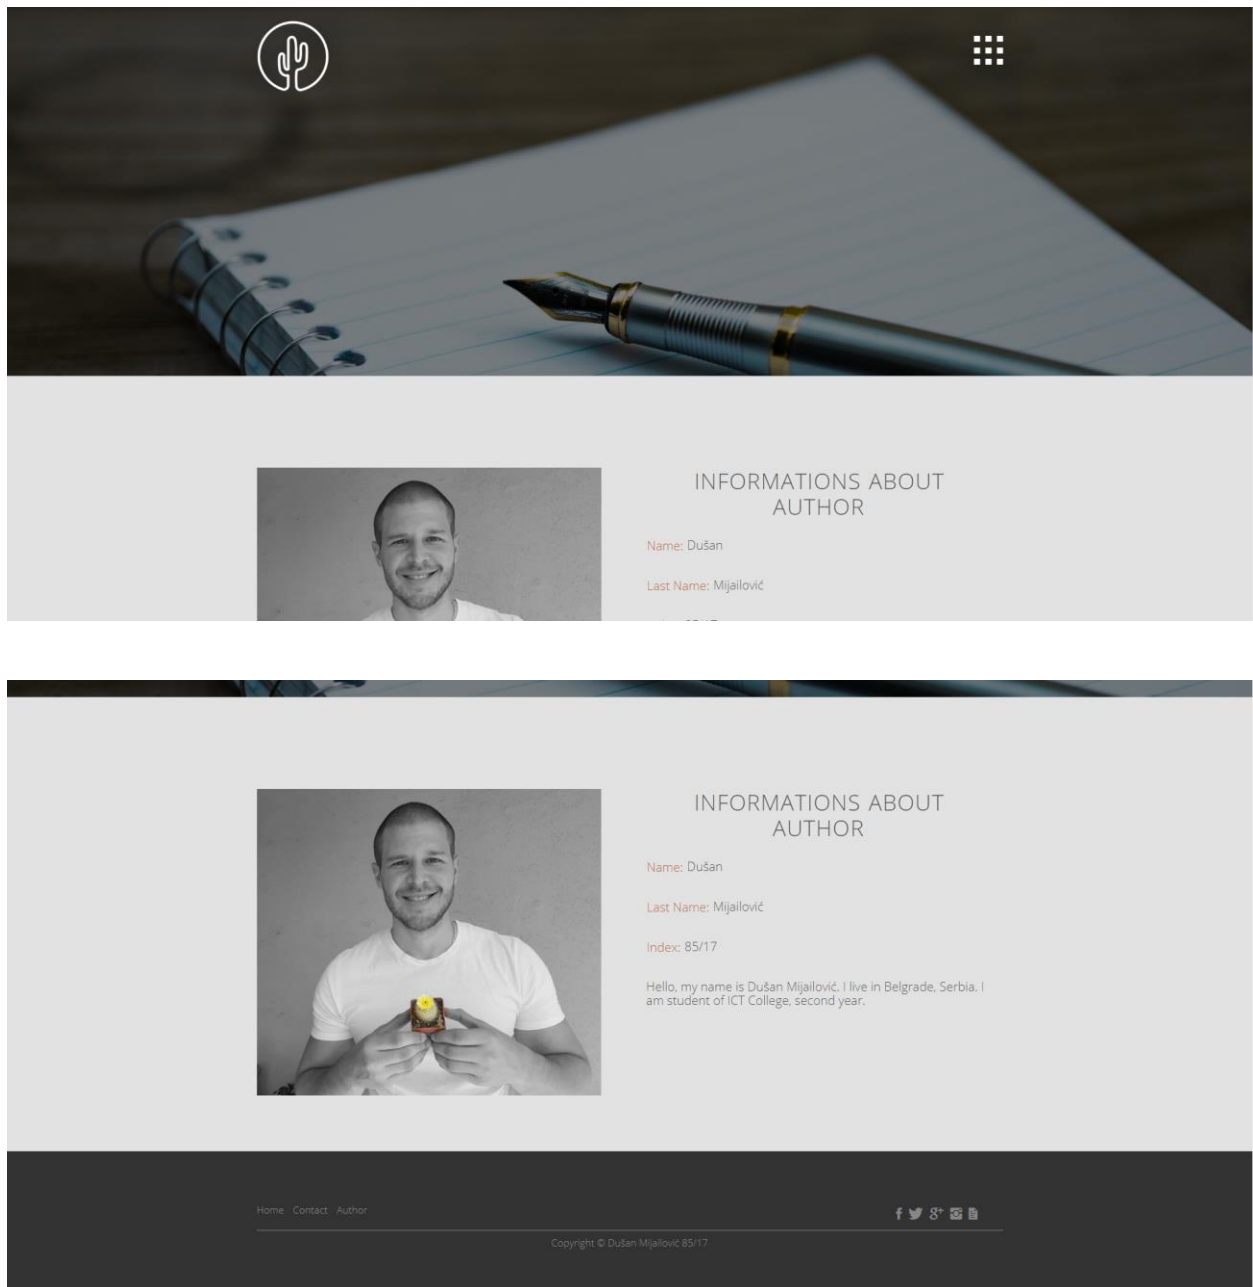 INFORMATIONS ABOUT
AUTHOR
Name: Dušan
Last Name: Mijailović
INFORMATIONS ABOUT
AUTHOR
Name: Dušan
Last Name: Mijailović
Index: 85/17
Hello, my name is Dušan Mijailović. I live in Belgrade, Serbia. I
am student of ICT College, second year.
Home Contact Author
Copyright © Dušan Mijailović 85/17